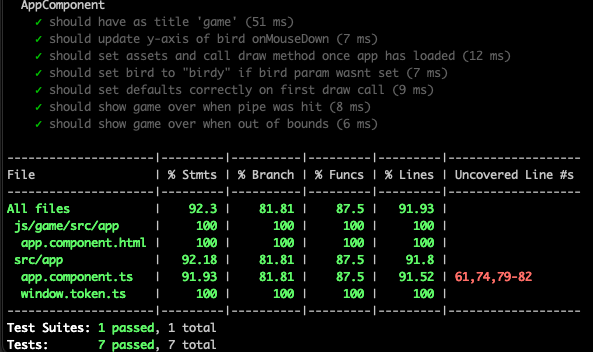 AppComponent
✓ should have as title 'game' (51 ms)
✓ should update y-axis of bird onMouseDown (7 ms)
✓ should set assets and call draw method once app has loaded (12 ms)
✓ should set bird to "birdy" if bird param wasnt set (7 ms)
✓ should set defaults correctly on first draw call (9 ms)
✓ should show game over when pipe was hit (8 ms)
✓ should show game over when out of bounds (6 ms)
---------------------|---------|----------|---------|---------|-------------------
File | % Stmts | % Branch | % Funcs | % Lines | Uncovered Line #s
---------------------|---------|----------|---------|---------|-------------------
All files | 92.3 | 81.81 | 87.5 | 91.93 |
js/game/src/app | 100 | 100 | 100 | 100 |
app.component.html | 100 | 100 | 100 | 100 |
src/app | 92.18 | 81.81 | 87.5 | 91.8 |
app.component.ts | 91.93 | 81.81 | 87.5 | 91.52 | 61,74,79-82
window.token.ts | 100 | 100 | 100 | 100 |
---------------------|---------|----------|---------|---------|-------------------
Test Suites: 1 passed, 1 total
Tests: 7 passed, 7 total